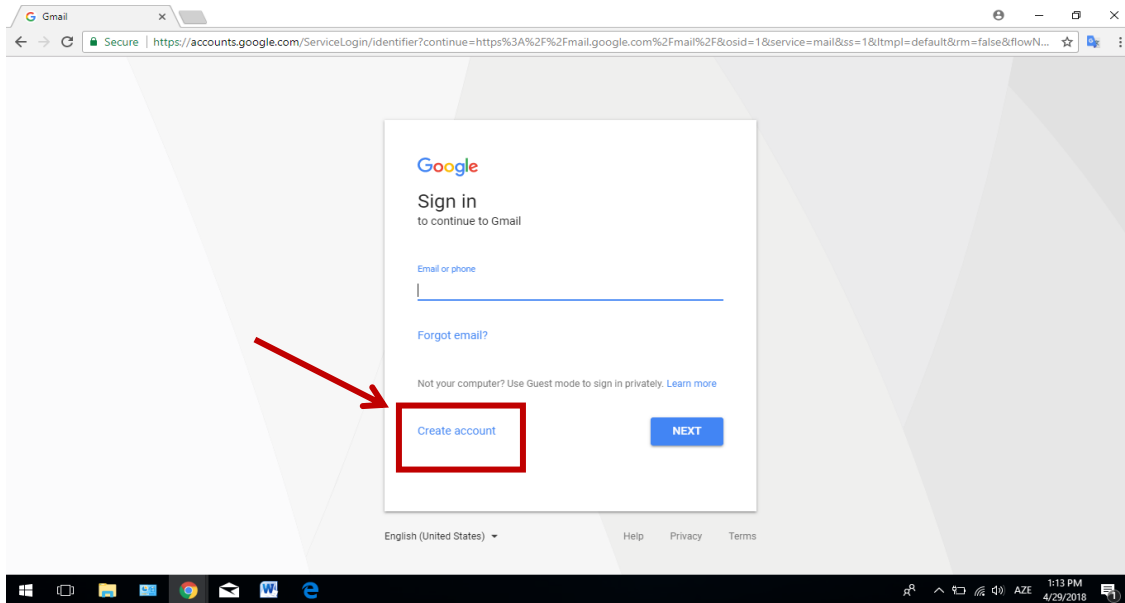 Gmail
Secure | https://accounts.google.com/ServiceLogin/identifier?continue=https%3A%2F%2Fmail.google.com%2Fmail%2F&osid=1&service=mail&ss=1&ltmpl=default&rm=false&flowN...
Google
Sign in
to continue to Gmail
Email or phone
Forgot email?
Not your computer? Use Guest mode to sign in privately. Learn more
Create account NEXT
English (United States) Help Privacy Terms
AZE 1:13 PM
4/29/2018